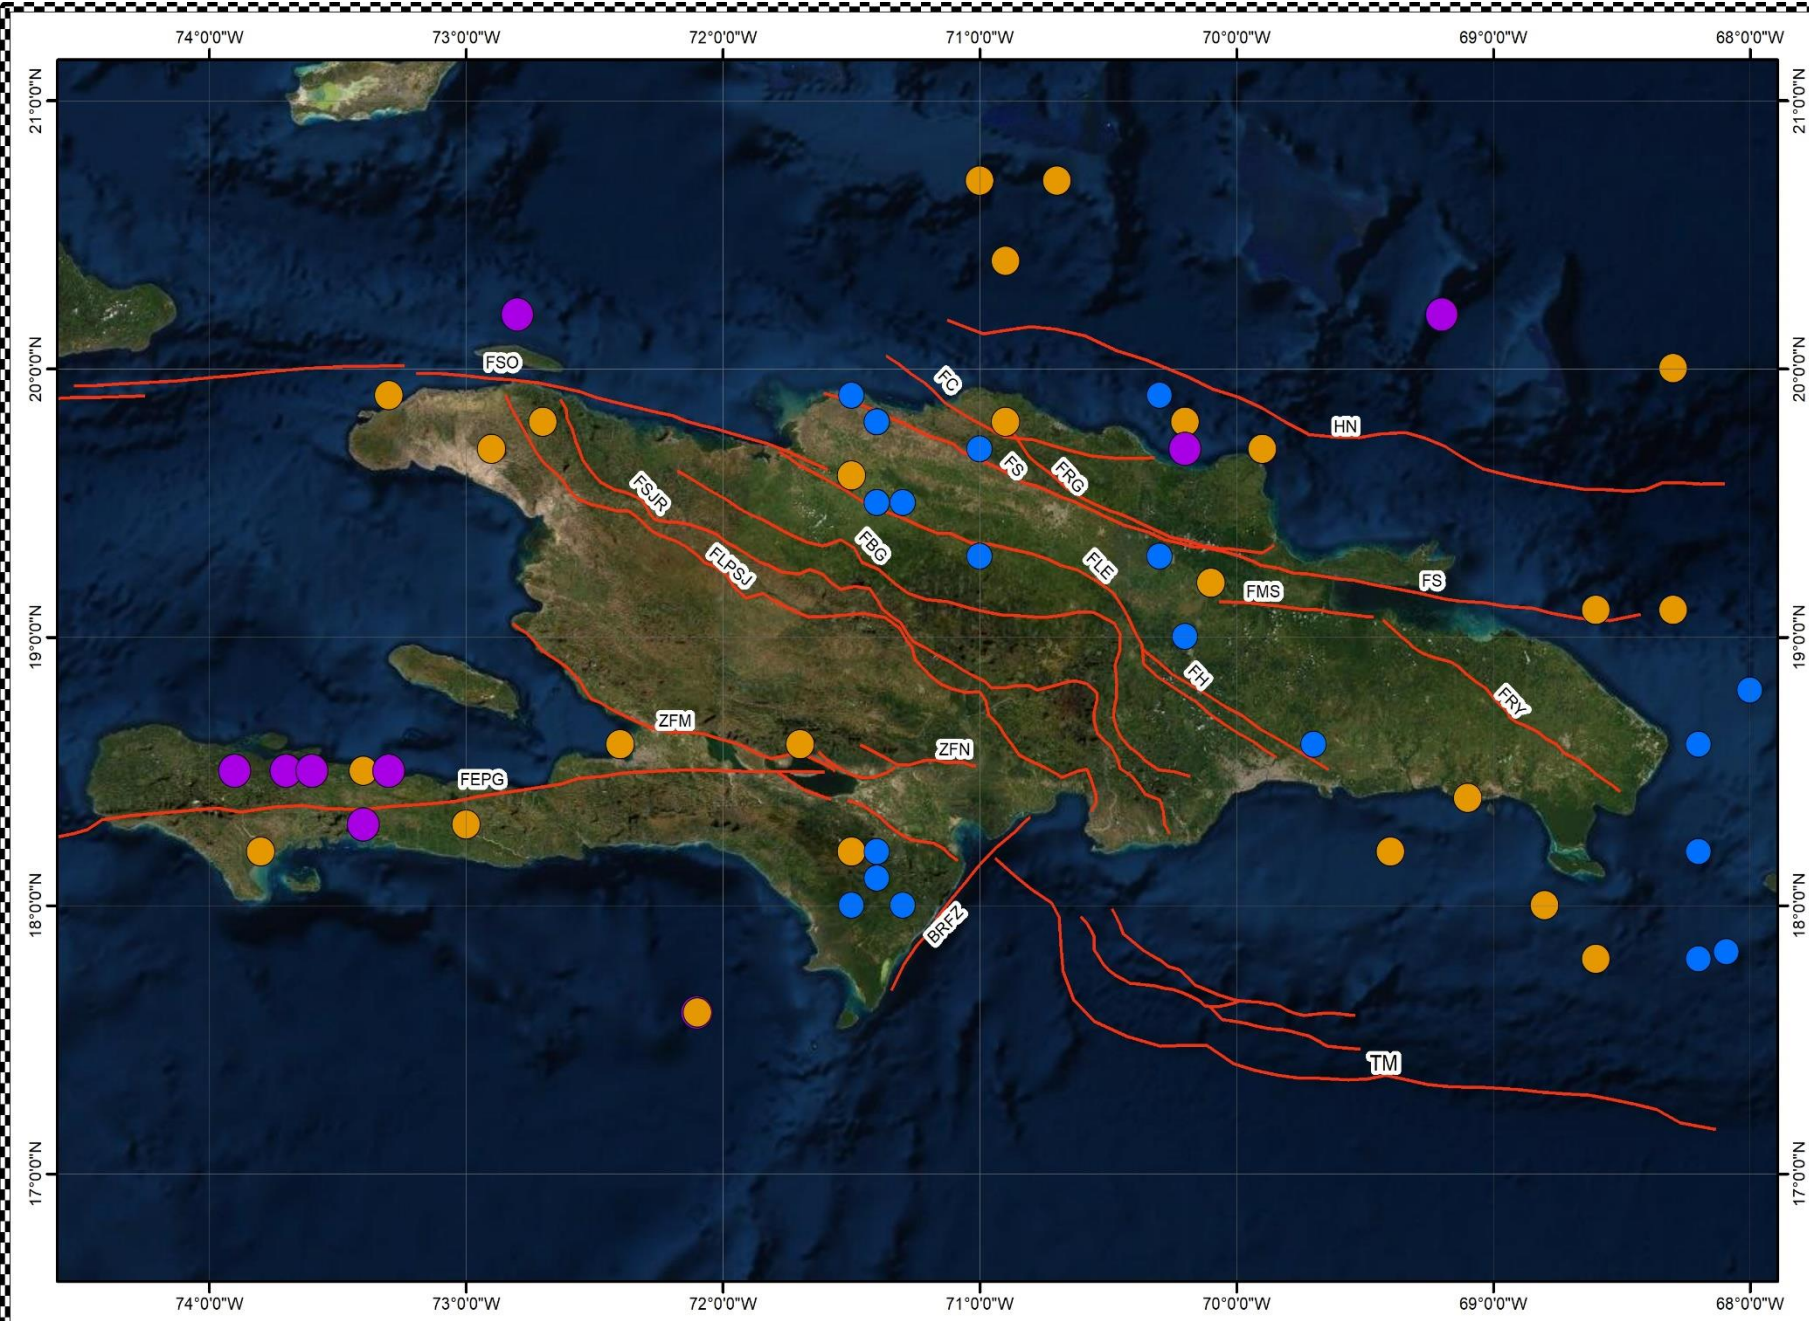 74°0'0"W 73°0'0"W 72°0'0"W 71°0'0"W 70°0'0"W 69°0'0"W 68°0'0"W
21°0'0"N 21°0'0"N
20°0'0"N 20°0'0"N
FSO
FC
HN
FS
FRG
FSJR
FBG
FLPSJ
FLE
FS
FMS
19°0'0"N 19°0'0"N
FH
FRY
ZFM
ZFN
FEPG
18°0'0"N 18°0'0"N
BRFZ
TM
17°0'0"N 17°0'0"N
74°0'0"W 73°0'0"W 72°0'0"W 71°0'0"W 70°0'0"W 69°0'0"W 68°0'0"W